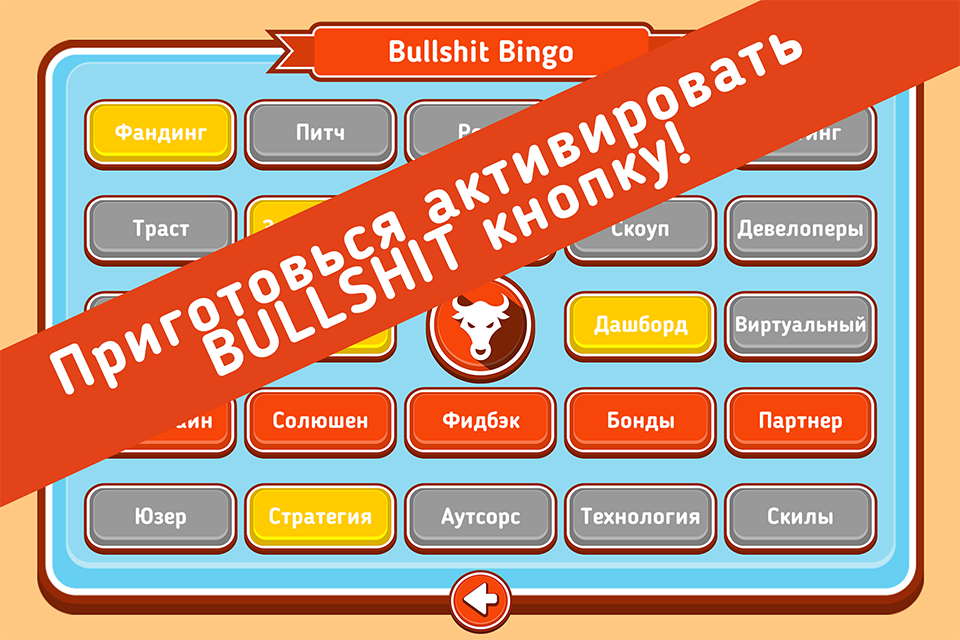 Bullshit Bingo
Приготовься активировать
BULLSHIT кнопку!
Фандинг
Питч
Траст
Скоуп
Девелоперы
Дашборд
Виртуальный
Солюшен
Фидбэк
Бонды
Партнер
Юзер
Стратегия
Аутсорс
Технология
Скилы